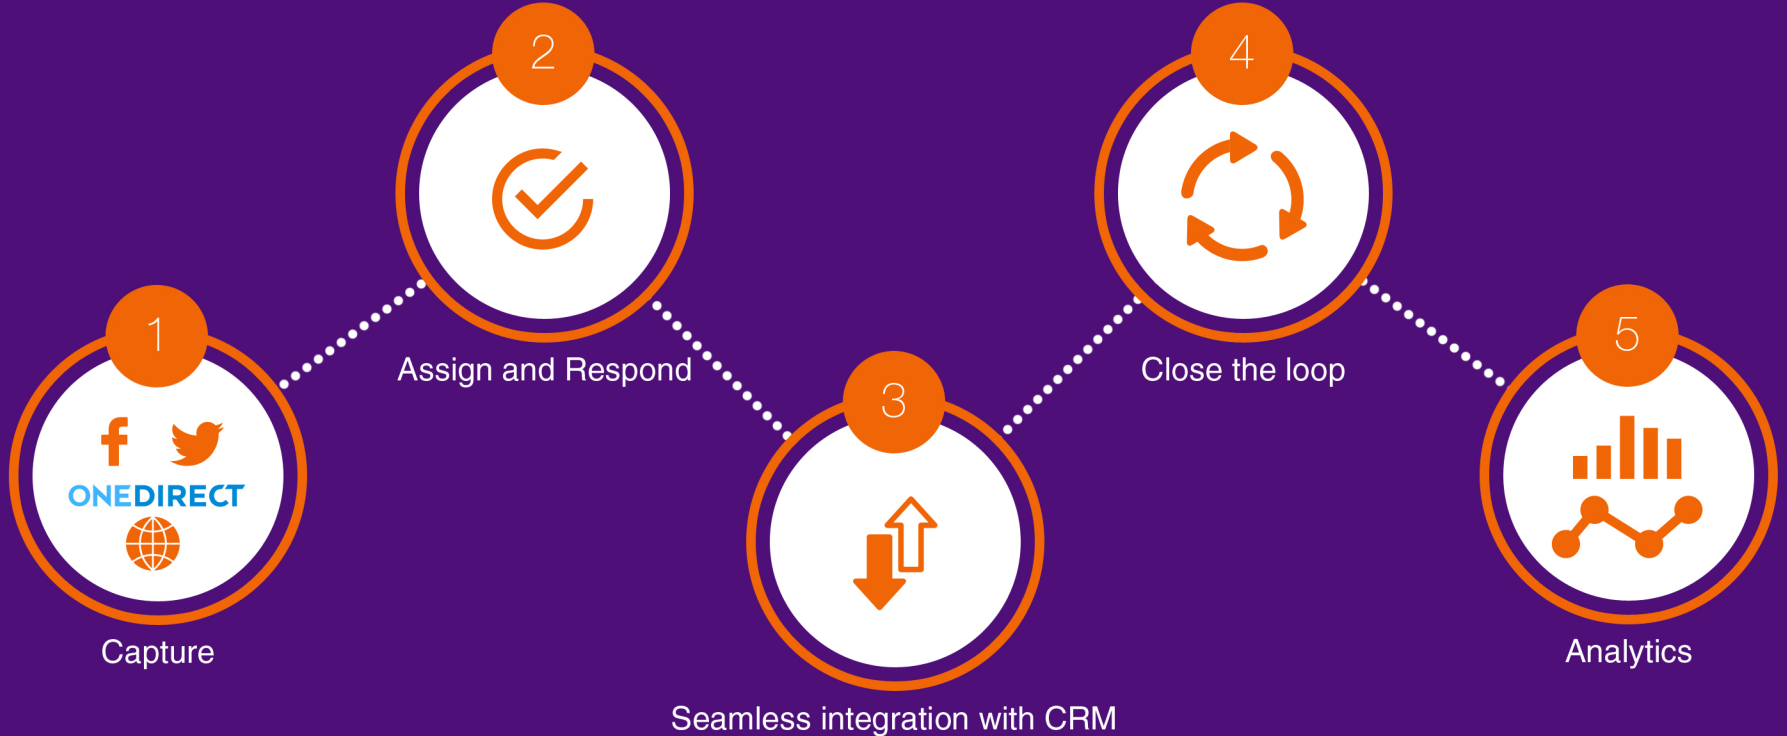 1
ONEDIRECT
Capture
2
Assign and Respond
3
Seamless integration with CRM
4
Close the loop
5
Analytics